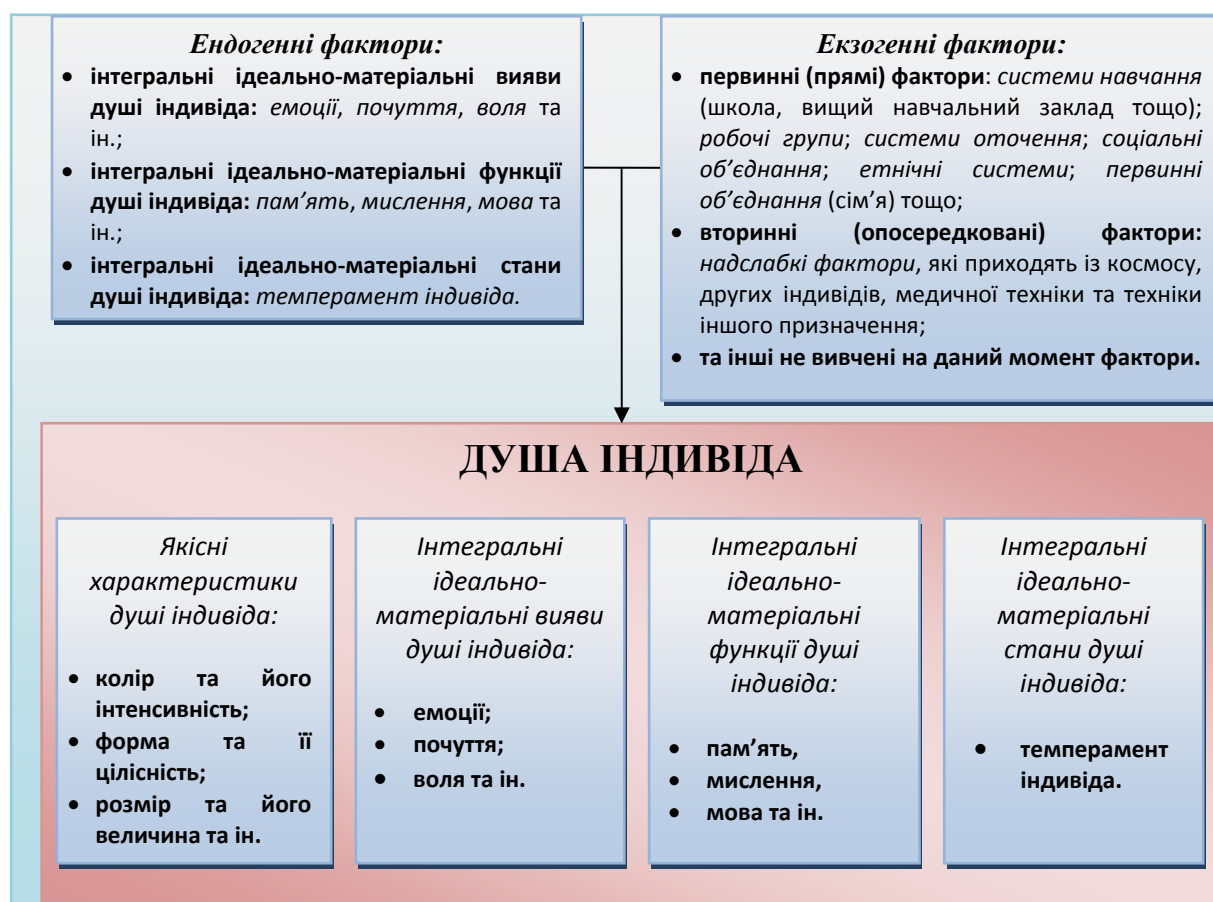 Ендогенні фактори:
• інтегральні ідеально-матеріальні вияви
душі індивіда: емоції, почуття, воля та
ін.;
• інтегральні ідеально-матеріальні функції
душі індивіда: пам’ять, мислення, мова та
ін.;
• інтегральні ідеально-матеріальні стани
душі індивіда: темперамент індивіда.
Екзогенні фактори:
• первинні (прямі) фактори: системи навчання
(школа, вищий навчальний заклад тощо);
робочі групи; системи оточення; соціальні
об’єднання; етнічні системи; первинні
об’єднання (сім’я) тощо;
• вторинні (опосередковані) фактори:
надслабкі фактори, які приходять із космосу,
других індивідів, медичної техніки та техніки
іншого призначення;
• та інші не вивчені на даний момент фактори.
ДУША ІНДИВІДА
Якісні
характеристики
душі індивіда:
• колір та його
інтенсивність;
• форма та її
цілісність;
• розмір та його
величина та ін.
Інтегральні
ідеально-
матеріальні вияви
душі індивіда:
• емоції;
• почуття;
• воля та ін.
Інтегральні
ідеально-
матеріальні
функції душі
індивіда:
• пам’ять,
• мислення,
• мова та ін.
Інтегральні
ідеально-
матеріальні
стани душі
індивіда:
• темперамент
індивіда.